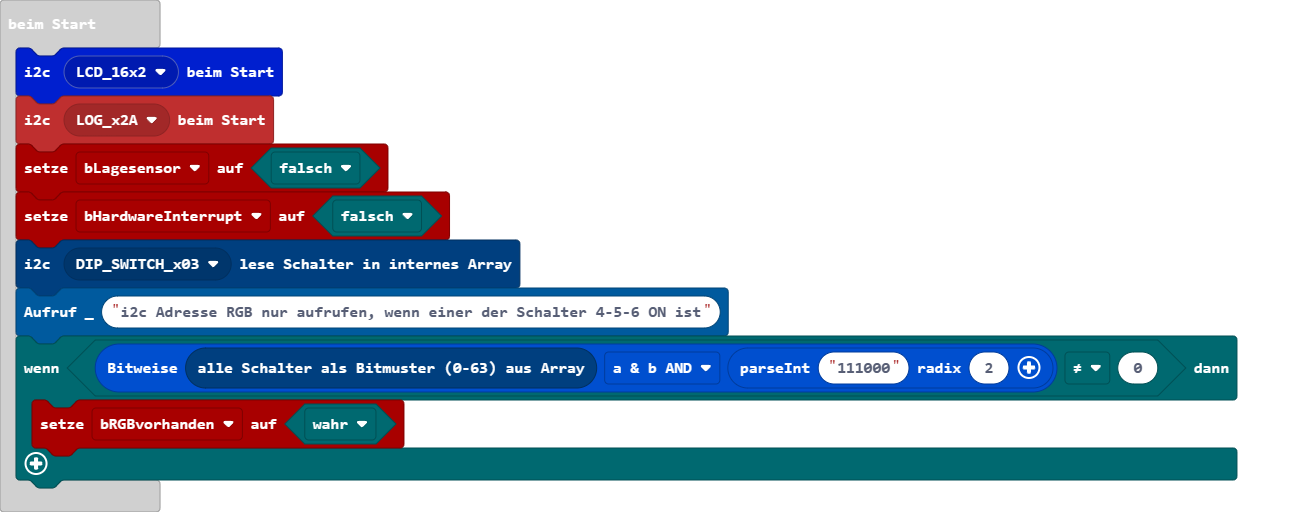 beim Start
i2c LCD_16x2 beim Start
i2c LOG_x2A beim Start
setze bLagesensor auf falsch
setze bHardwareInterrupt auf falsch
i2c DIP_SWITCH_x03 lese Schalter in internes Array
Aufruf _ "i2c Adresse RGB nur aufrufen, wenn einer der Schalter 4-5-6 ON ist"
wenn Bitweise alle Schalter als Bitmuster (0-63) aus Array a & b AND parseInt "111000" radix 2 ≠ 0 dann
setze bRGBvorhanden auf wahr